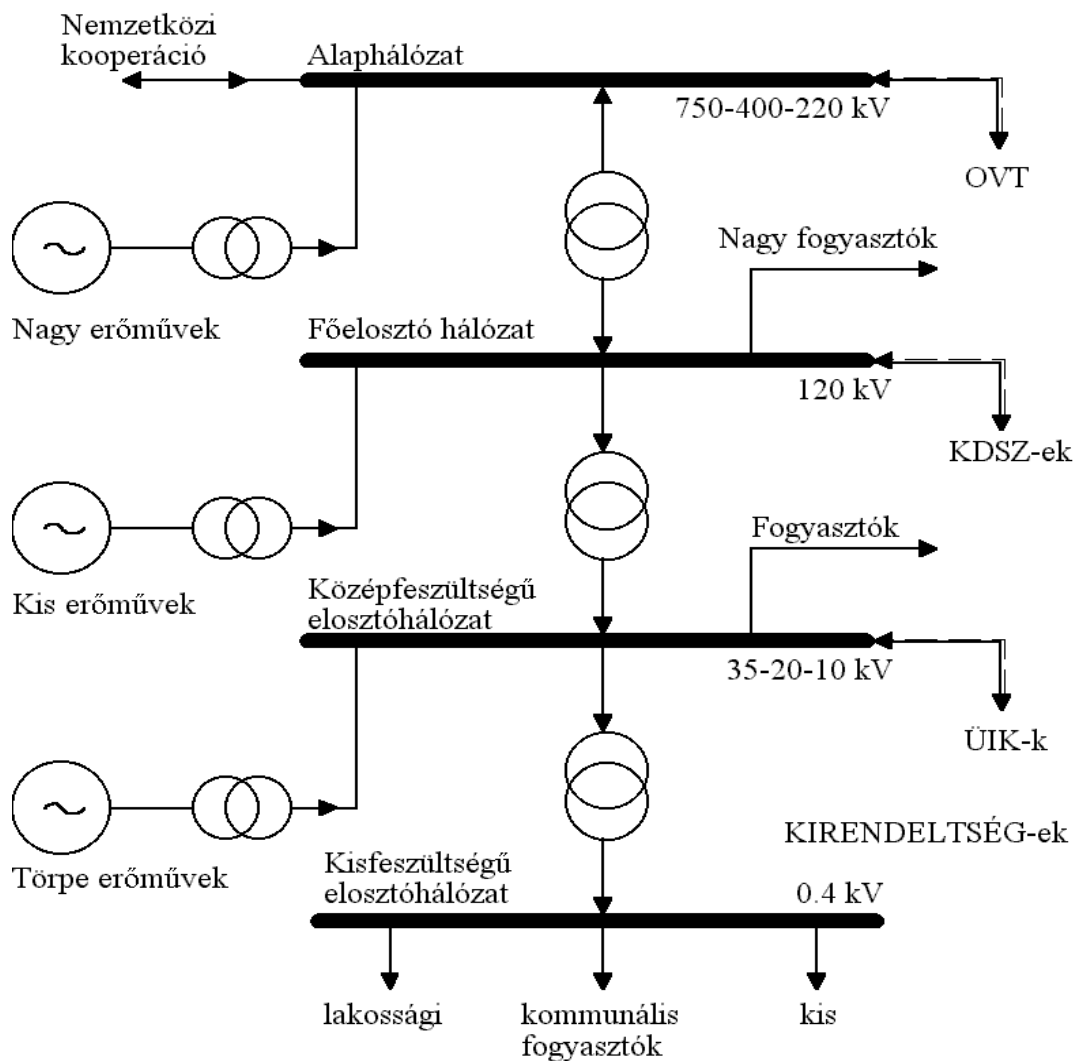 Nemzetközi
kooperáció
Alaphálózat
750-400-220 kV
OVT
Nagy fogyasztók
Nagy erőművek
Főelosztó hálózat
120 kV
KDSZ-ek
Fogyasztók
Kis erőművek
Középfeszültségű
elosztóhálózat
35-20-10 kV
ÜIK-k
KIRENDELTSÉG-ek
Törpe erőművek
Kisfeszültségű
elosztóhálózat
0.4 kV
lakossági
kommunális
fogyasztók
kis